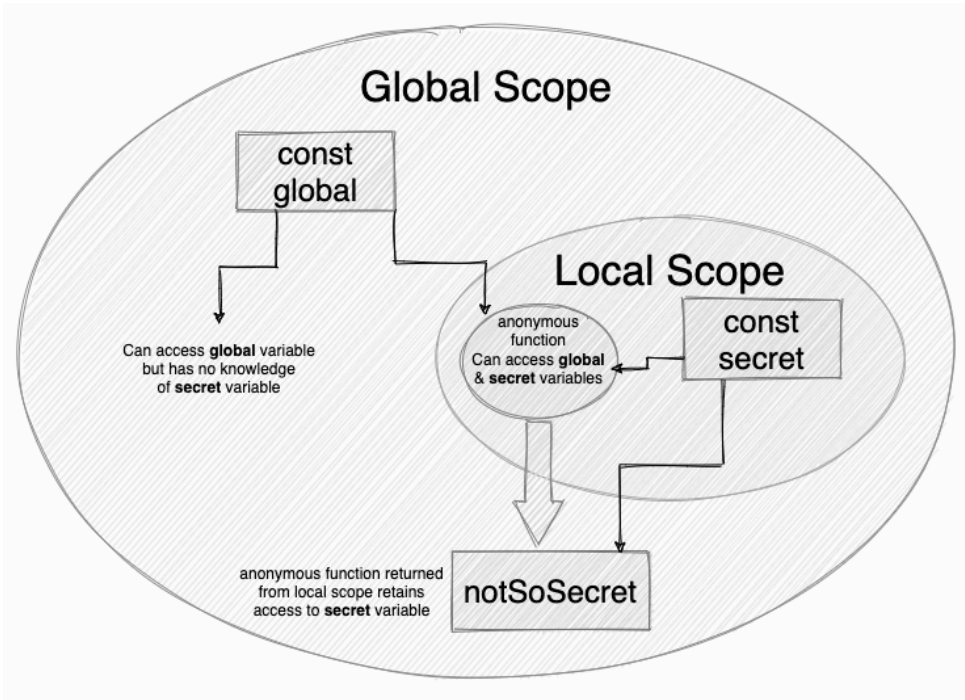 Global Scope
const
global
Local Scope
const
secret
anonymous
function
Can access global
& secret variables
Can access global variable
but has no knowledge
of secret variable
anonymous function returned
from local scope retains
access to secret variable
notSoSecret